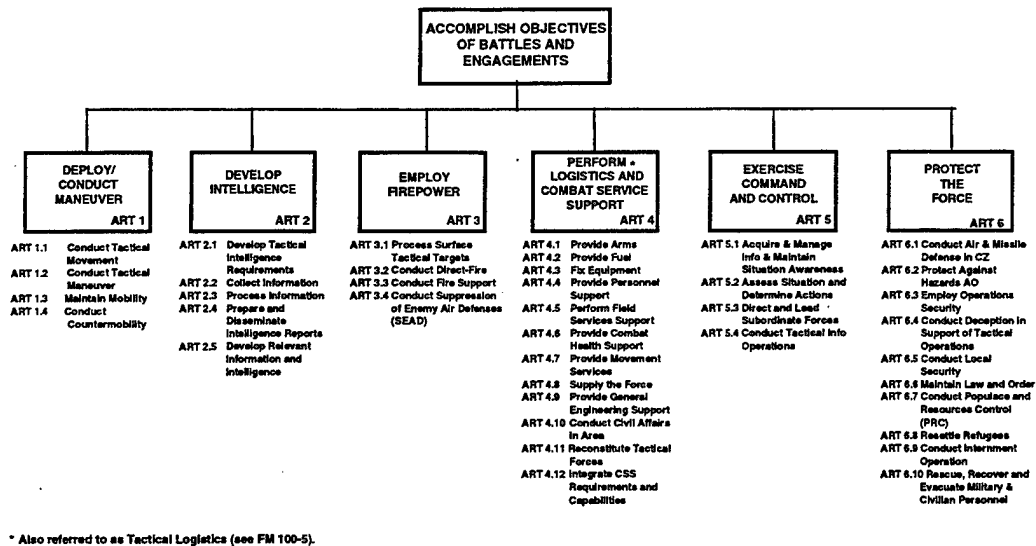 ACCOMPLISH OBJECTIVES
OF BATTLES AND
ENGAGEMENTS
DEPLOY/
CONDUCT
MANEUVER
ART 1
ART 1.1 Conduct Tactical
Movement
ART 1.2 Conduct Tactical
Maneuver
ART 1.3 Maintain Mobility
ART 1.4 Conduct
Countermobility
DEVELOP
INTELLIGENCE
ART 2
ART 2.1 Develop Tactical
Intelligence
Requirements
ART 2.2 Collect Information
ART 2.3 Process Information
ART 2.4 Prepare and
Disseminate
Intelligence Reports
ART 2.5 Develop Relevant
Information and
Intelligence
EMPLOY
FIREPOWER
ART 3
ART 3.1 Process Surface
Tactical Targets
ART 3.2 Conduct Direct-Fire
ART 3.3 Conduct Fire Support
ART 3.4 Conduct Suppression
of Enemy Air Defenses
(SEAD)
PERFORM *
LOGISTICS AND
COMBAT SERVICE
SUPPORT
ART 4
ART 4.1 Provide Arms
ART 4.2 Provide Fuel
ART 4.3 Fix Equipment
ART 4.4 Provide Personnel
Support
ART 4.5 Perform Field
Services Support
ART 4.6 Provide Combat
Health Support
ART 4.7 Provide Movement
Services
ART 4.8 Supply the Force
ART 4.9 Provide General
Engineering Support
ART 4.10 Conduct Civil Affairs
in Area
ART 4.11 Reconstitute Tactical
Forces
ART 4.12 Integrate CSS
Requirements and
Capabilities
EXERCISE
COMMAND
AND CONTROL
ART 5
ART 5.1 Acquire & Manage
Info & Maintain
Situation Awareness
ART 5.2 Assess Situation and
Determine Actions
ART 5.3 Direct and Lead
Subordinate Forces
ART 5.4 Conduct Tactical Info
Operations
PROTECT
THE
FORCE
ART 6
ART 6.1 Conduct Air & Missile
Defense in CZ
ART 6.2 Protect Against
Hazards AO
ART 6.3 Employ Operations
Security
ART 6.4 Conduct Deception in
Support of Tactical
Operations
ART 6.5 Conduct Local
Security
ART 6.6 Maintain Law and Order
ART 6.7 Conduct Populace and
Resources Control
(PRC)
ART 6.8 Resettle Refugees
ART 6.9 Conduct Internment
Operation
ART 6.10 Rescue, Recover and
Evacuate Military &
Civilian Personnel
* Also referred to as Tactical Logistics (see FM 100-5).